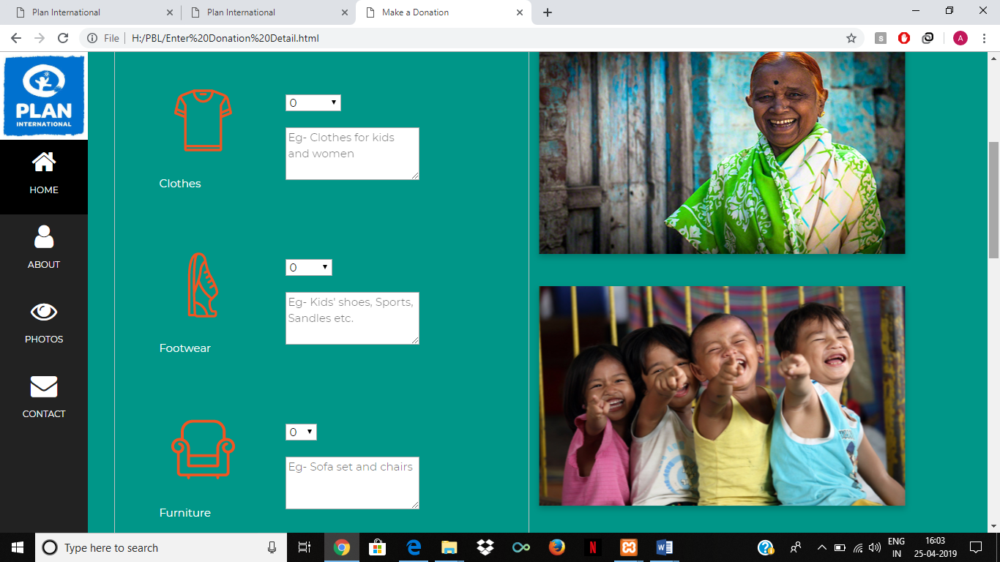 Plan International
Plan International
Make a Donation
File
H:/PBL/Enter%20Donation%20Detail.html
S
A
PLAN
INTERNATIONAL
HOME
ABOUT
PHOTOS
CONTACT
0
Eg- Clothes for kids
and women
Clothes
0
Eg- Kids' shoes, Sports,
Sandles etc.
Footwear
0
Eg- Sofa set and chairs
Furniture
Type here to search
N
W
ENG
IN
16:03
25-04-2019